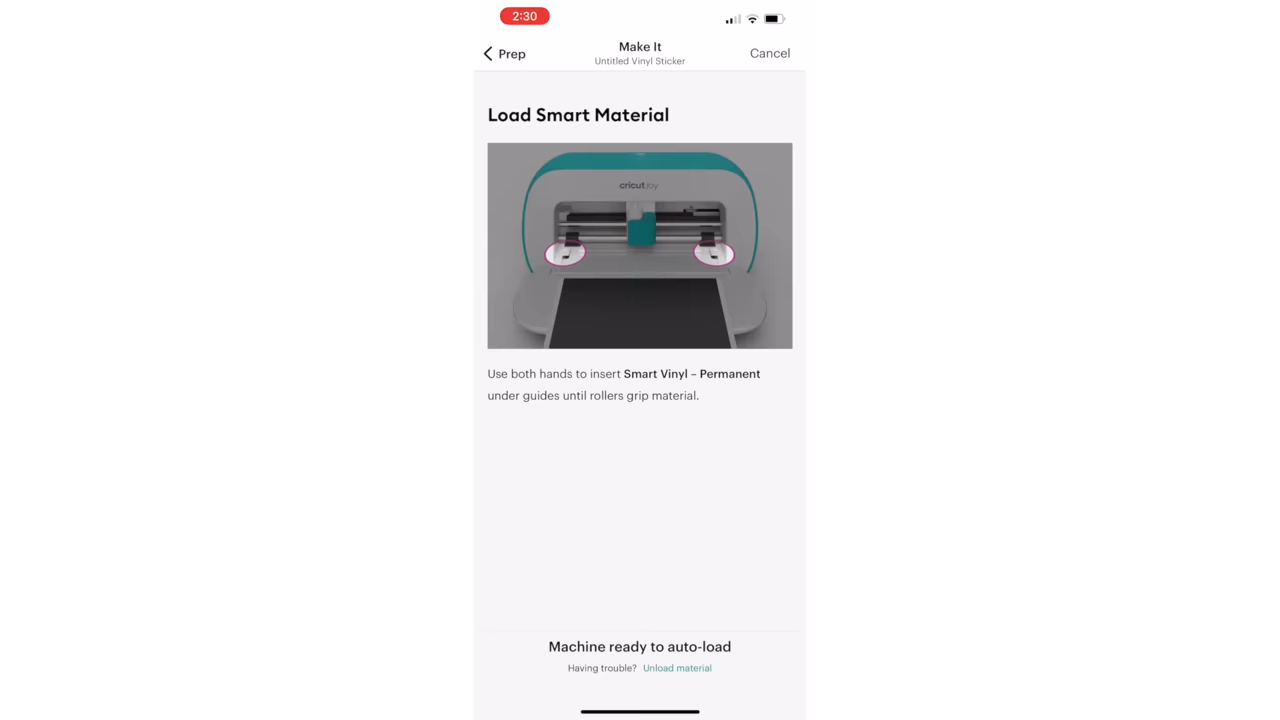 2:30
Prep
Make It
Cancel
Untitled Vinyl Sticker
Load Smart Material
cricut joy
Use both hands to insert Smart Vinyl – Permanent
under guides until rollers grip material.
Machine ready to auto-load
Having trouble? Unload material